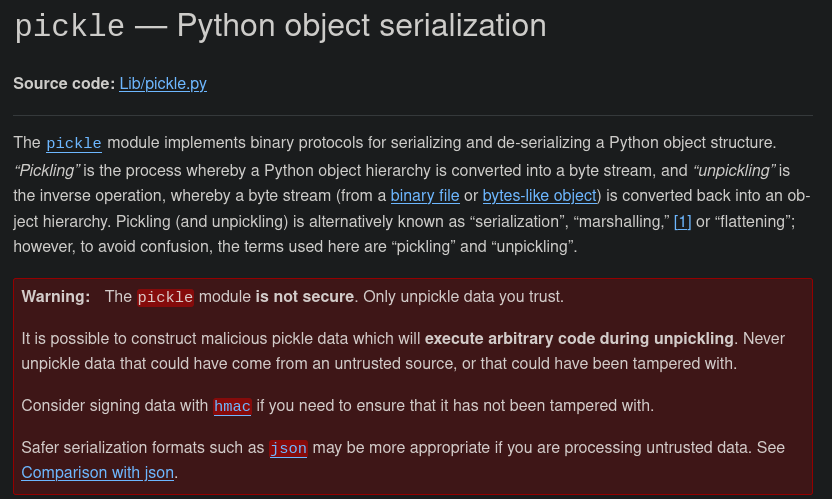 pickle — Python object serialization
Source code: Lib/pickle.py
The pickle module implements binary protocols for serializing and de-serializing a Python object structure.
“Pickling” is the process whereby a Python object hierarchy is converted into a byte stream, and “unpickling” is
the inverse operation, whereby a byte stream (from a binary file or bytes-like object) is converted back into an ob-
ject hierarchy. Pickling (and unpickling) is alternatively known as “serialization”, “marshalling,” [1] or “flattening”;
however, to avoid confusion, the terms used here are “pickling” and “unpickling”.
Warning: The pickle module is not secure. Only unpickle data you trust.
It is possible to construct malicious pickle data which will execute arbitrary code during unpickling. Never
unpickle data that could have come from an untrusted source, or that could have been tampered with.
Consider signing data with hmac if you need to ensure that it has not been tampered with.
Safer serialization formats such as json may be more appropriate if you are processing untrusted data. See
Comparison with json.